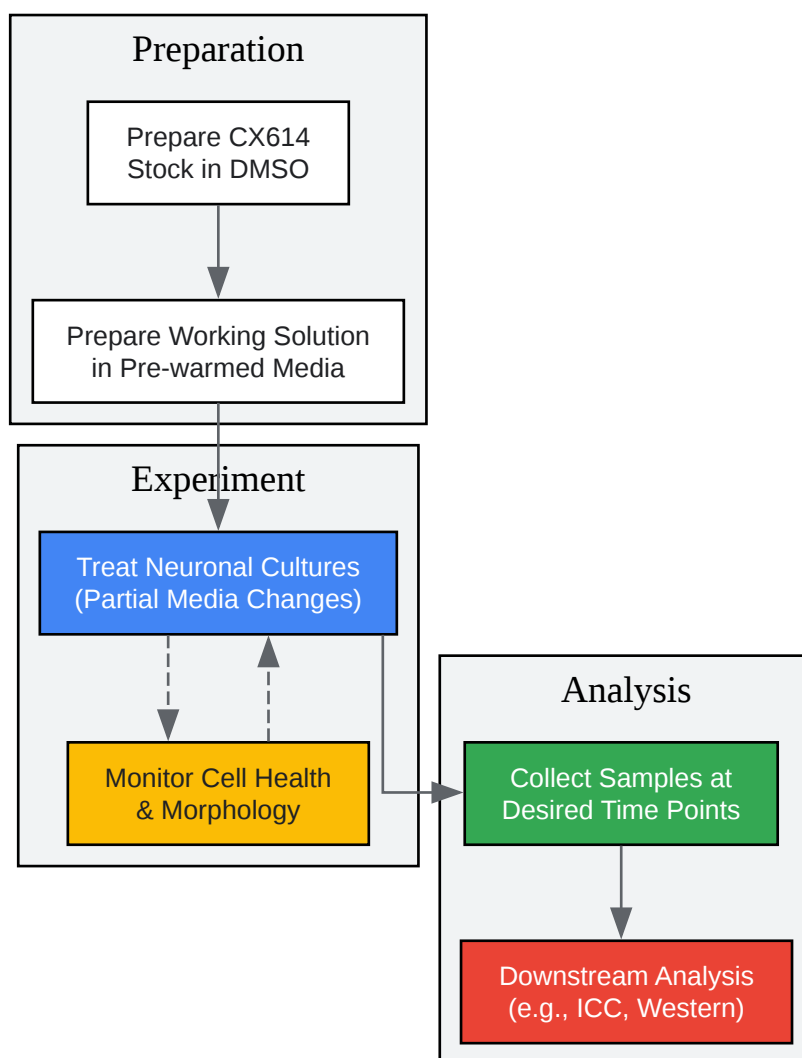 Preparation
Prepare CX614
Stock in DMSO
Prepare Working Solution
in Pre-warmed Media
Experiment
Treat Neuronal Cultures
(Partial Media Changes)
Monitor Cell Health
& Morphology
Analysis
Collect Samples at
Desired Time Points
Downstream Analysis
(e.g., ICC, Western)